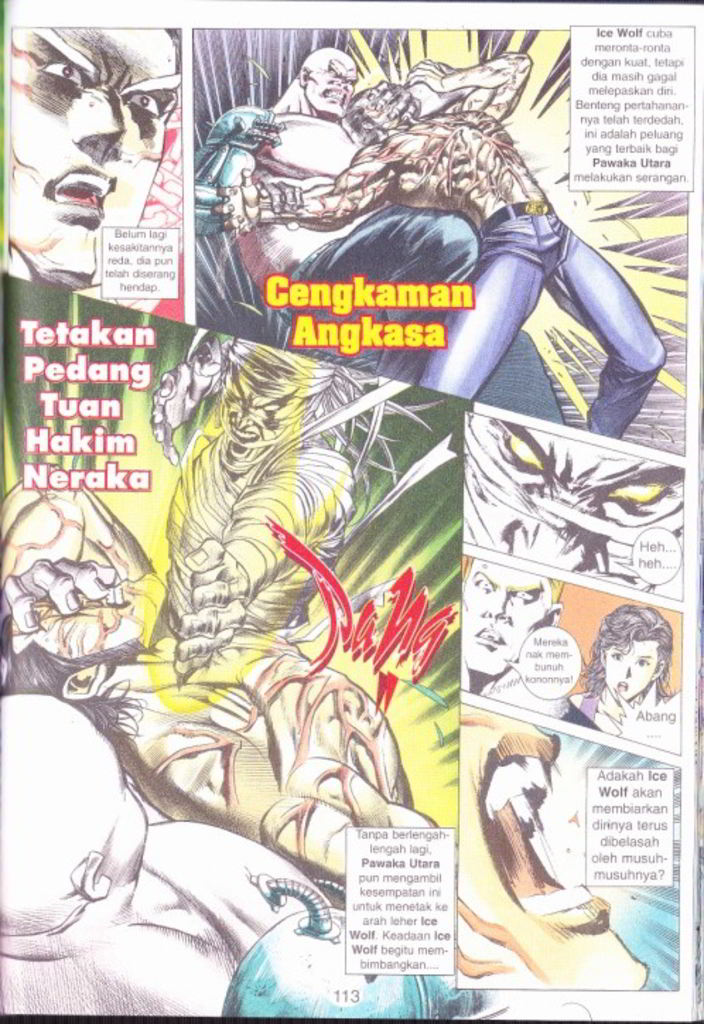 Belum lagi
kesakitannya
reda, dia pun
telah diserang
hendap.
Ice Wolf cuba
meronta-ronta
dengan kuat, tetapi
dia masih gagal
melepaskan diri.
Benteng pertahanan-
nya telah terdedah,
ini adalah peluang
yang terbaik bagi
Pawaka Utara
melakukan serangan.
Cengkaman
Angkasa
Tetakan
Pedang
Tuan
Hakim
Neraka
Pang
Heh...
heh....
Mereka
nak mem-
bunuh
kononnya!
Abang
....
Adakah Ice
Wolf akan
membiarkan
dirinya terus
dibelasah
oleh musuh-
musuhnya?
Tanpa berlengah-
lengah lagi,
Pawaka Utara
pun mengambil
kesempatan ini
untuk menetak ke
arah leher Ice
Wolf. Keadaan Ice
Wolf begitu mem-
bimbangkan....
113